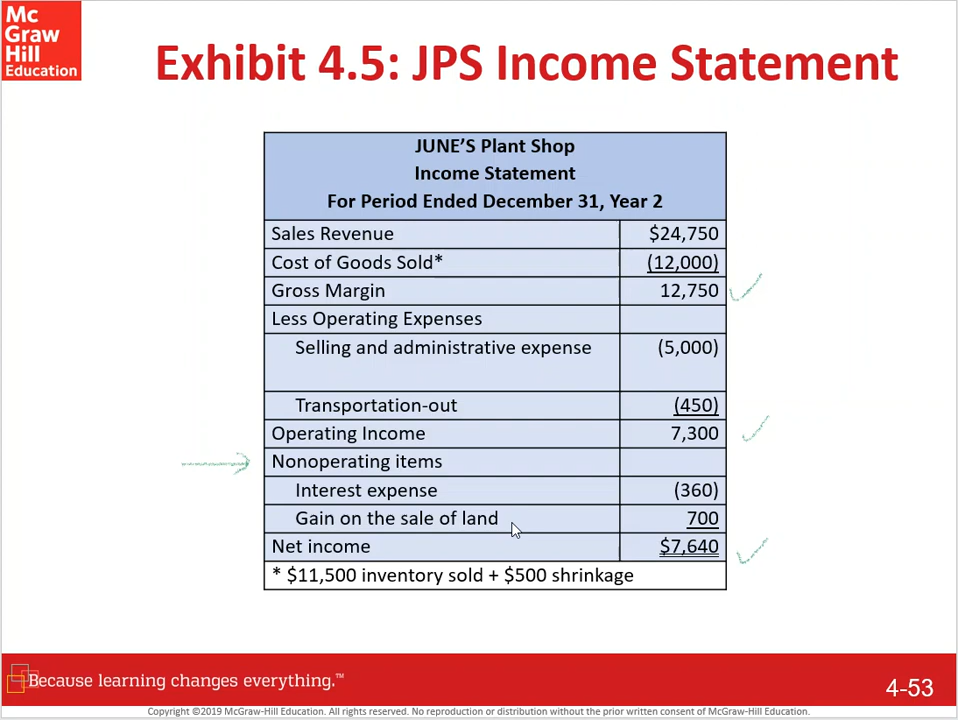 Mc
Graw
Hill
Education
Exhibit 4.5: JPS Income Statement
JUNE'S Plant Shop
Income Statement
For Period Ended December 31, Year 2
Sales Revenue $24,750
Cost of Goods Sold* (12,000)
Gross Margin 12,750
Less Operating Expenses
Selling and administrative expense (5,000)
Transportation-out (450)
Operating Income 7,300
Nonoperating items
Interest expense (360)
Gain on the sale of land 700
Net income $7,640
* $11,500 inventory sold + $500 shrinkage
Because learning changes everything.™
4-53
Copyright ©2019 McGraw-Hill Education. All rights reserved. No reproduction or distribution without the prior written consent of McGraw-Hill Education.